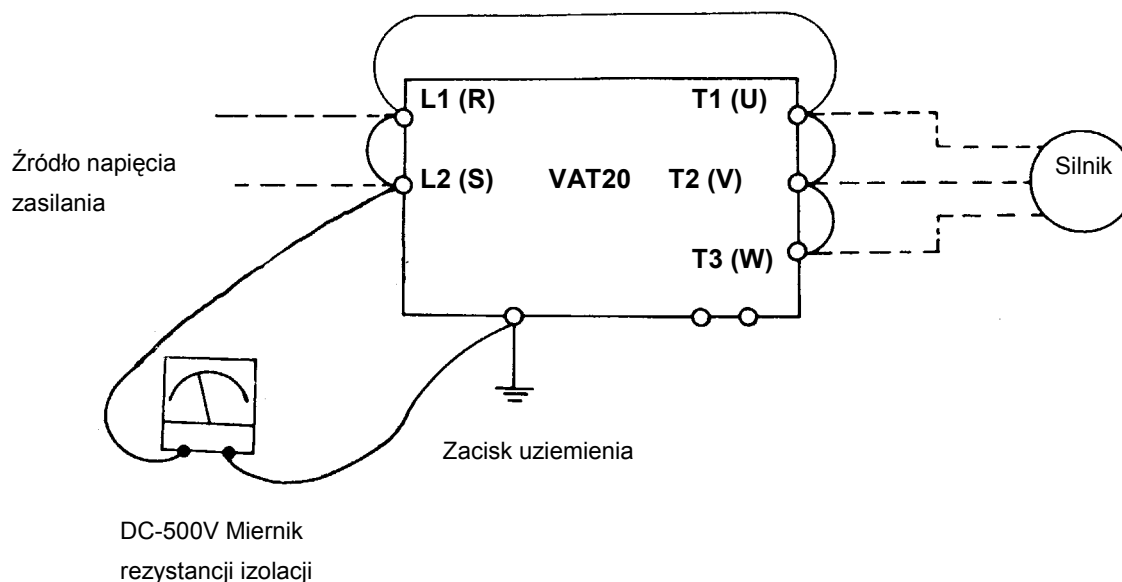 L1 (R)
T1 (U)
Źródło napięcia
zasilania
L2 (S)
VAT20
T2 (V)
Silnik
T3 (W)
Zacisk uziemienia
DC-500V Miernik
rezystancji izolacji